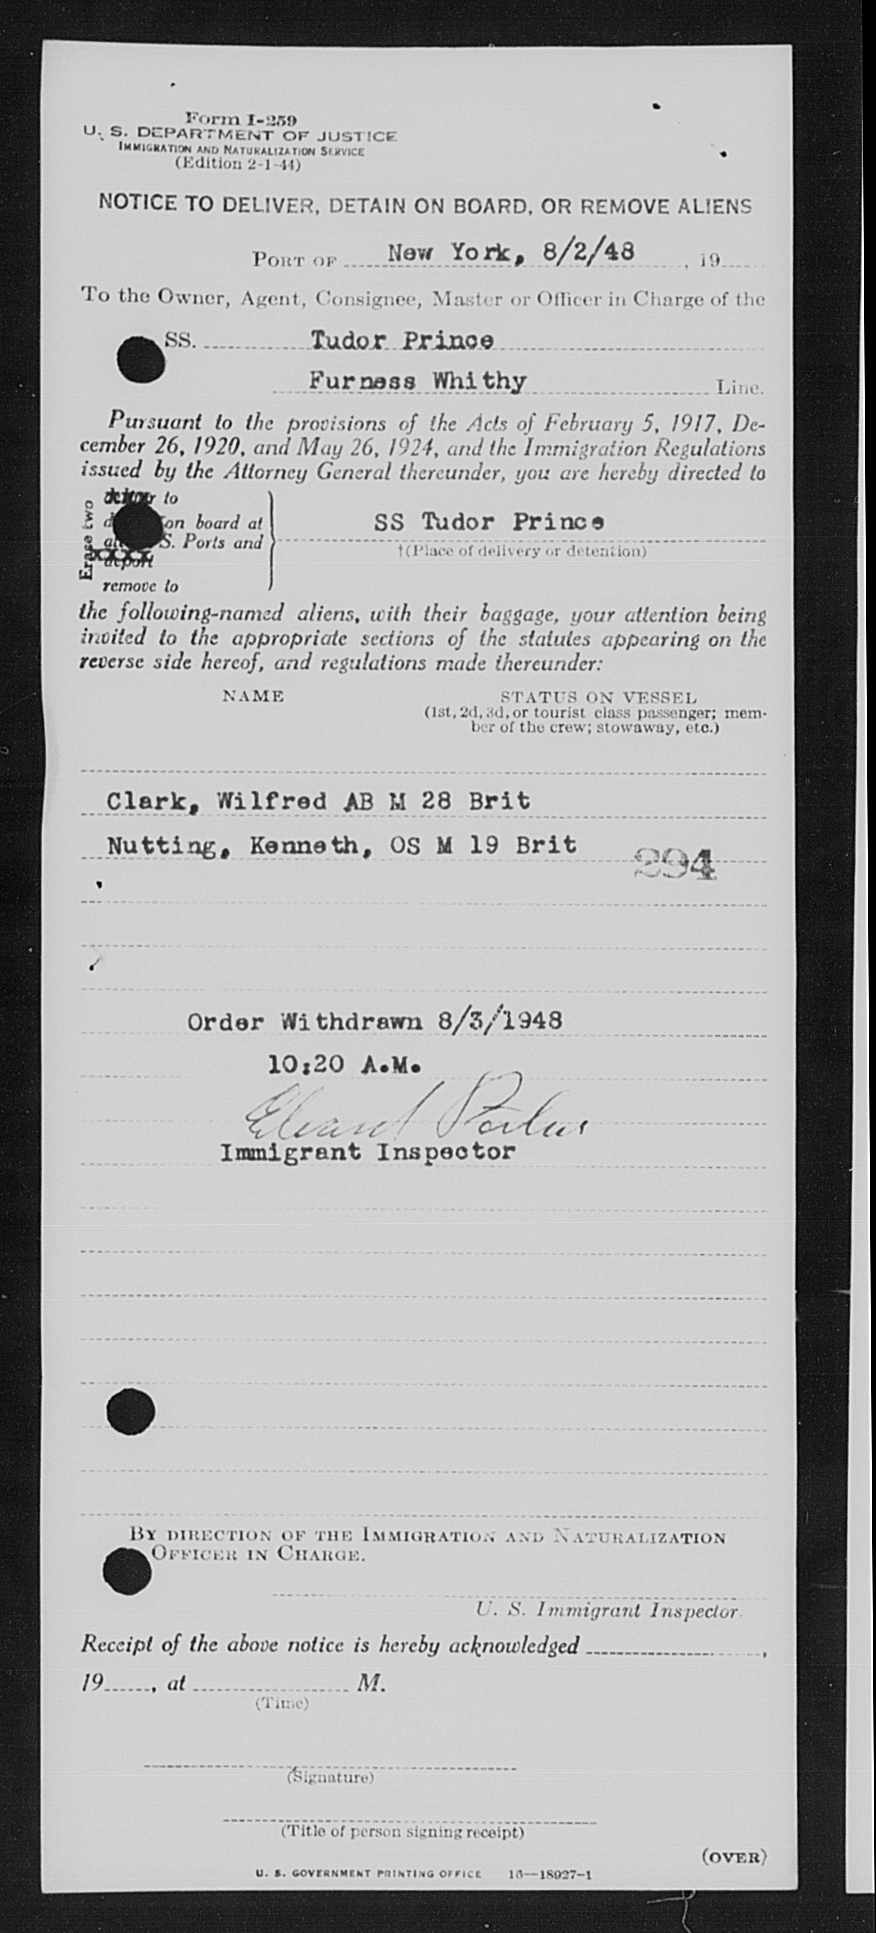 Form I-259
U. S. DEPARTMENT OF JUSTICE
IMMIGRATION AND NATURALIZATION SERVICE
(Edition 2-1-44)
NOTICE TO DELIVER, DETAIN ON BOARD, OR REMOVE ALIENS
PORT OF New York, 8/2/48, 19
To the Owner, Agent, Consignee, Master or Officer in Charge of the
SS. Tudor Prince
Furness Whithy Line.
Pursuant to the provisions of the Acts of February 5, 1917, De-
cember 26, 1920, and May 26, 1924, and the Immigration Regulations
issued by the Attorney General thereunder, you are hereby directed to
Erase two
to
on board at
S. Ports and
deport
remove to
SS Tudor Prince
†(Place of delivery or detention)
the following-named aliens, with their baggage, your attention being
invited to the appropriate sections of the statutes appearing on the
reverse side hereof, and regulations made thereunder:
NAME STATUS ON VESSEL
(1st, 2d, 3d, or tourist class passenger; mem-
ber of the crew; stowaway, etc.)
Clark, Wilfred AB M 28 Brit
Nutting, Kenneth, OS M 19 Brit
294
Order Withdrawn 8/3/1948
10:20 A.M.
Immigrant Inspector
BY DIRECTION OF THE IMMIGRATION AND NATURALIZATION
OFFICER IN CHARGE.
U. S. Immigrant Inspector.
Receipt of the above notice is hereby acknowledged ,
19 , at M.
(Time)
(Signature)
(Title of person signing receipt)
(OVER)
U. S. GOVERNMENT PRINTING OFFICE 16—18927-1